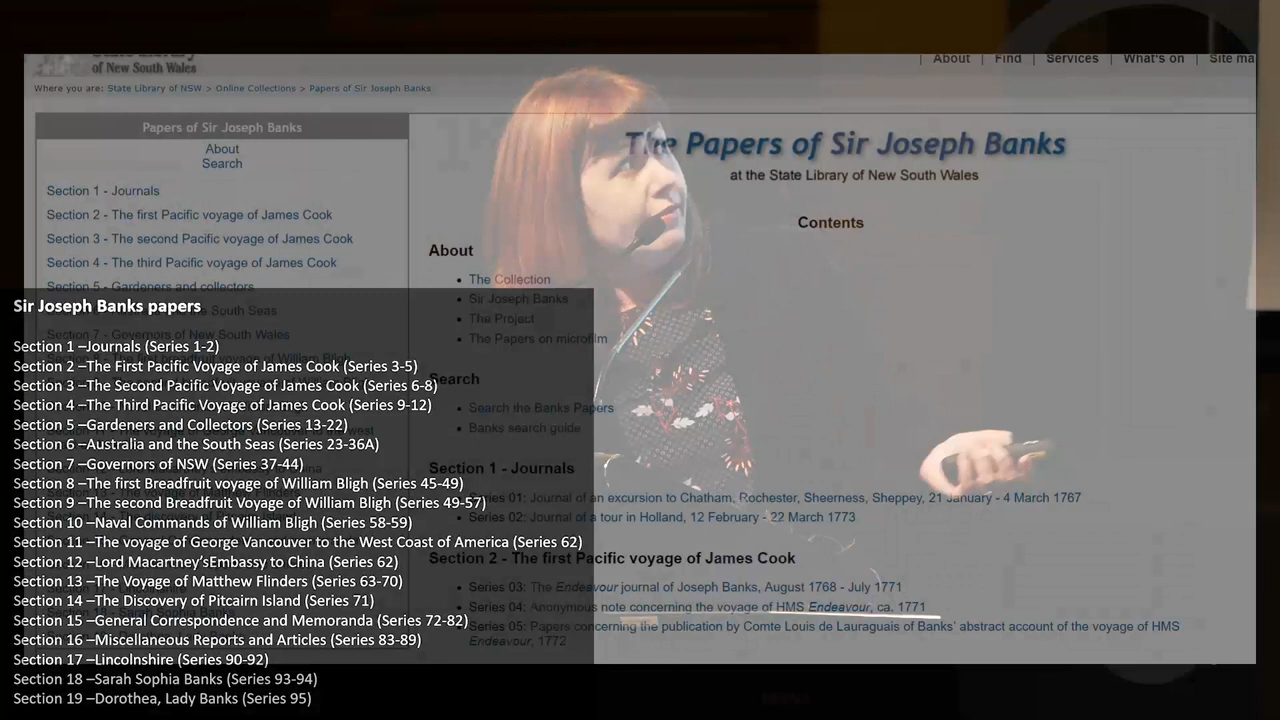 of New South Wales
About | Find | Services | What's on | Site ma
Where you are: State Library of NSW > Online Collections > Papers of Sir Joseph Banks
Papers of Sir Joseph Banks
About
Search
Section 1 - Journals
Section 2 - The first Pacific voyage of James Cook
Section 3 - The second Pacific voyage of James Cook
Section 4 - The third Pacific voyage of James Cook
Section 5 - Gardeners and collectors
the South Seas
Section 7 - Governors of New South Wales
The Papers of Sir Joseph Banks
at the State Library of New South Wales
Contents
About
• The Collection
• Sir Joseph Banks
• The Project
• The Papers on microfilm
Search
• Search the Banks Papers
• Banks search guide
Section 1 - Journals
Series 01: Journal of an excursion to Chatham, Rochester, Sheerness, Sheppey, 21 January - 4 March 1767
• Series 02: Journal of a tour in Holland, 12 February - 22 March 1773
Section 2 - The first Pacific voyage of James Cook
• Series 03: The Endeavour journal of Joseph Banks, August 1768 - July 1771
• Series 04: Anonymous note concerning the voyage of HMS Endeavour, ca. 1771
Series 05: Papers concerning the publication by Comte Louis de Lauraguais of Banks' abstract account of the voyage of HMS
Endeavour, 1772
Sir Joseph Banks papers
Section 1 –Journals (Series 1-2)
Section 2 –The First Pacific Voyage of James Cook (Series 3-5)
Section 3 –The Second Pacific Voyage of James Cook (Series 6-8)
Section 4 –The Third Pacific Voyage of James Cook (Series 9-12)
Section 5 –Gardeners and Collectors (Series 13-22)
Section 6 –Australia and the South Seas (Series 23-36A)
Section 7 –Governors of NSW (Series 37-44)
Section 8 –The first Breadfruit voyage of William Bligh (Series 45-49)
Section 9 –The second Breadfruit Voyage of William Bligh (Series 49-57)
Section 10 –Naval Commands of William Bligh (Series 58-59)
Section 11 –The voyage of George Vancouver to the West Coast of America (Series 62)
Section 12 –Lord Macartney'sEmbassy to China (Series 62)
Section 13 –The Voyage of Matthew Flinders (Series 63-70)
Section 14 –The Discovery of Pitcairn Island (Series 71)
Section 15 –General Correspondence and Memoranda (Series 72-82)
Section 16 –Miscellaneous Reports and Articles (Series 83-89)
Section 17 –Lincolnshire (Series 90-92)
Section 18 –Sarah Sophia Banks (Series 93-94)
Section 19 –Dorothea, Lady Banks (Series 95)